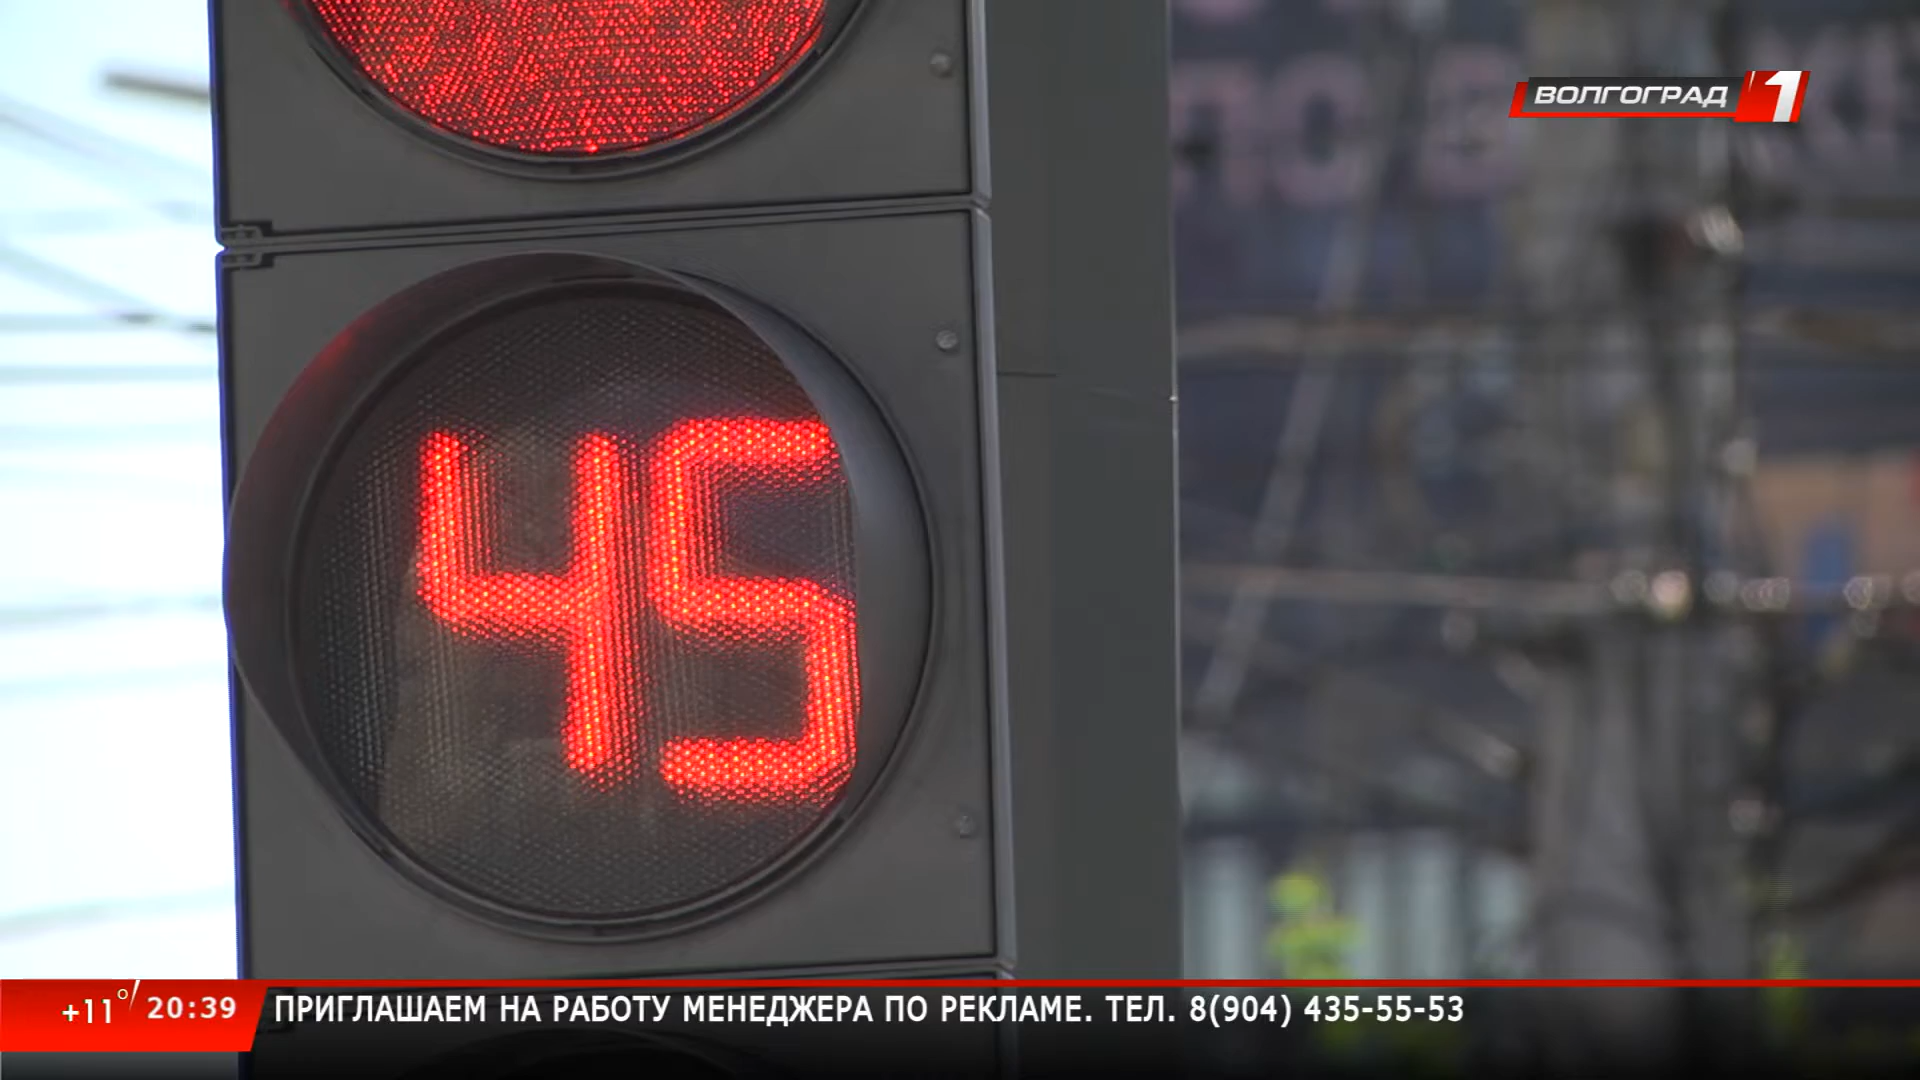 ВОЛГОГРАД 1
45
+11° 20:39 ПРИГЛАШАЕМ НА РАБОТУ МЕНЕДЖЕРА ПО РЕКЛАМЕ. ТЕЛ. 8(904) 435-55-53